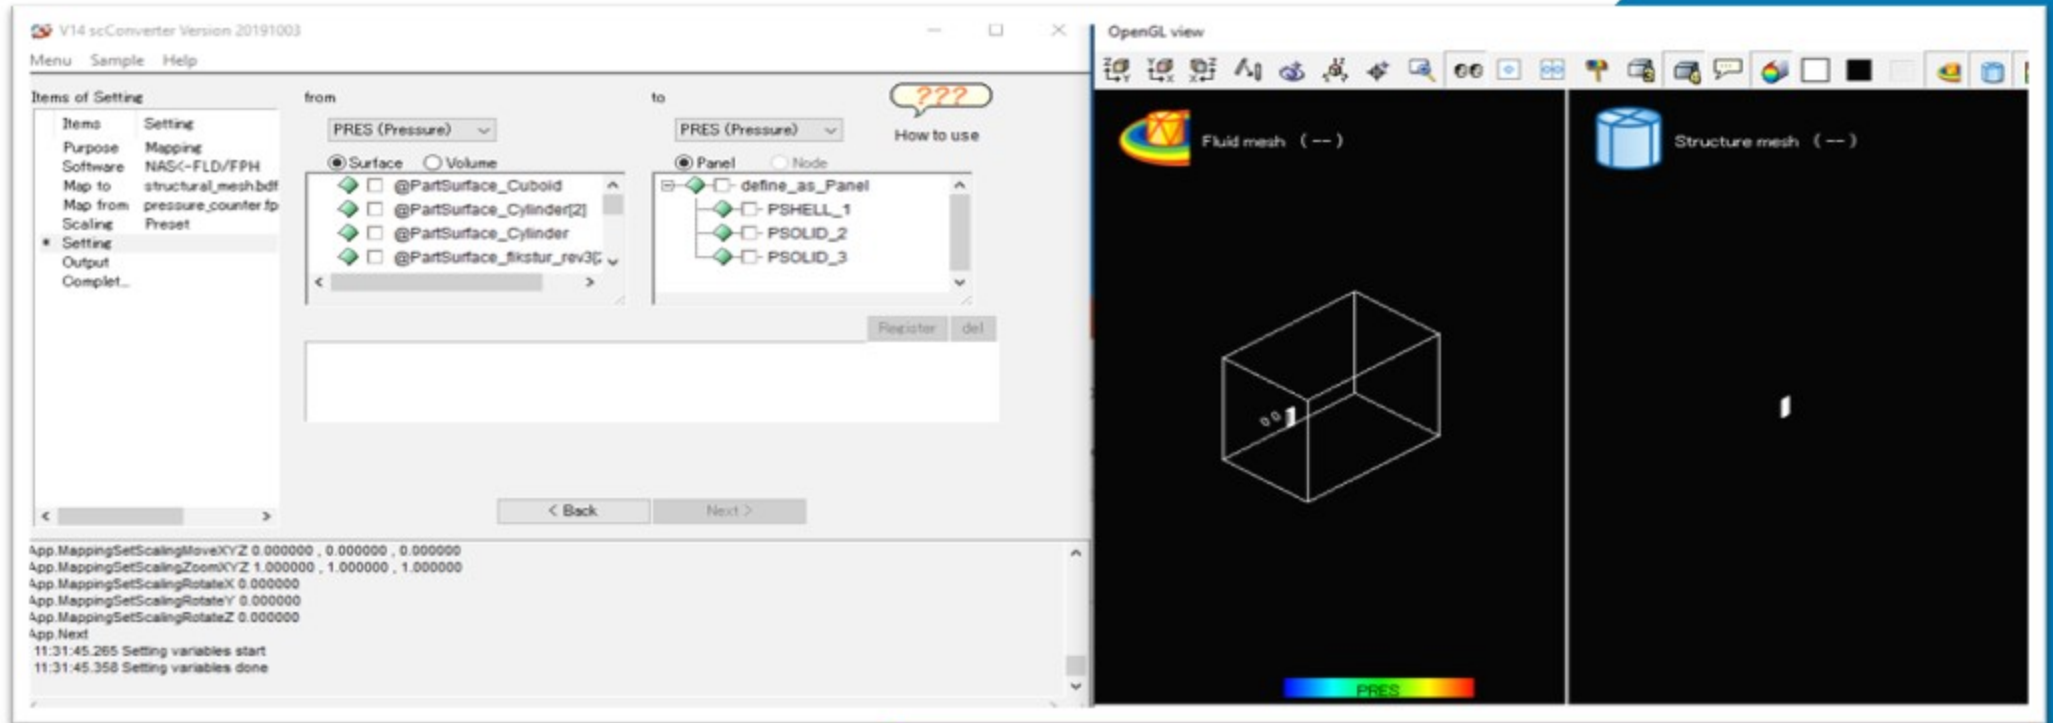 V14 scConverter Version 20191003
Menu Sample Help
Items of Setting
Items Setting
Purpose Mapping
Software NAS<-FLD/FPH
Map to structural_mesh.bdf
Map from pressure_counter.fp
Scaling Preset
* Setting
Output
Complet...
from
PRES (Pressure)
Surface Volume
@PartSurface_Cuboid
@PartSurface_Cylinder[2]
@PartSurface_Cylinder
@PartSurface_fikstur_rev3[2
to
PRES (Pressure)
Panel Node
define_as_Panel
PSHELL_1
PSOLID_2
PSOLID_3
???
How to use
Register del
< Back Next >
App.MappingSetScalingMoveXYZ 0.000000 , 0.000000 , 0.000000
App.MappingSetScalingZoomXYZ 1.000000 , 1.000000 , 1.000000
App.MappingSetScalingRotateX 0.000000
App.MappingSetScalingRotateY 0.000000
App.MappingSetScalingRotateZ 0.000000
App.Next
11:31:45.265 Setting variables start
11:31:45.358 Setting variables done
OpenGL view
Fluid mesh (--)
Structure mesh (--)
PRES